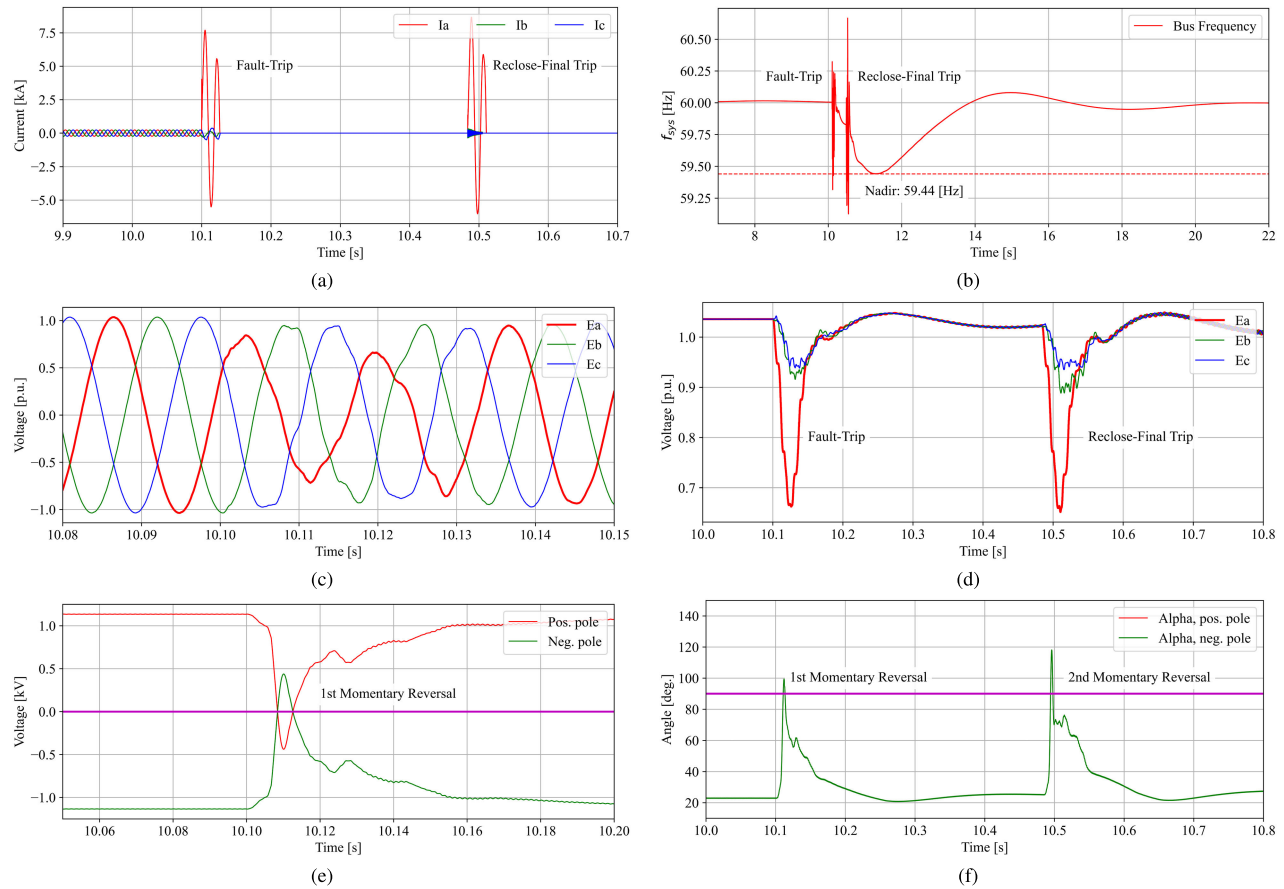 Ia Ib Ic
7.5
5.0
2.5
0.0
−2.5
−5.0
Current [kA]
Fault-Trip
Reclose-Final Trip
9.9 10.0 10.1 10.2 10.3 10.4 10.5 10.6 10.7
Time [s]
(a)
Bus Frequency
60.50
60.25
60.00
59.75
59.50
59.25
f_sys [Hz]
Fault-Trip
Reclose-Final Trip
Nadir: 59.44 [Hz]
8 10 12 14 16 18 20 22
Time [s]
(b)
Ea
Eb
Ec
1.0
0.5
0.0
−0.5
−1.0
Voltage [p.u.]
10.08 10.09 10.10 10.11 10.12 10.13 10.14 10.15
Time [s]
(c)
Ea
Eb
Ec
1.0
0.9
0.8
0.7
Voltage [p.u.]
Fault-Trip
Reclose-Final Trip
10.0 10.1 10.2 10.3 10.4 10.5 10.6 10.7 10.8
Time [s]
(d)
Pos. pole
Neg. pole
1.0
0.5
0.0
−0.5
−1.0
Voltage [kV]
1st Momentary Reversal
10.06 10.08 10.10 10.12 10.14 10.16 10.18 10.20
Time [s]
(e)
Alpha, pos. pole
Alpha, neg. pole
140
120
100
80
60
40
20
Angle [deg.]
1st Momentary Reversal
2nd Momentary Reversal
10.0 10.1 10.2 10.3 10.4 10.5 10.6 10.7 10.8
Time [s]
(f)